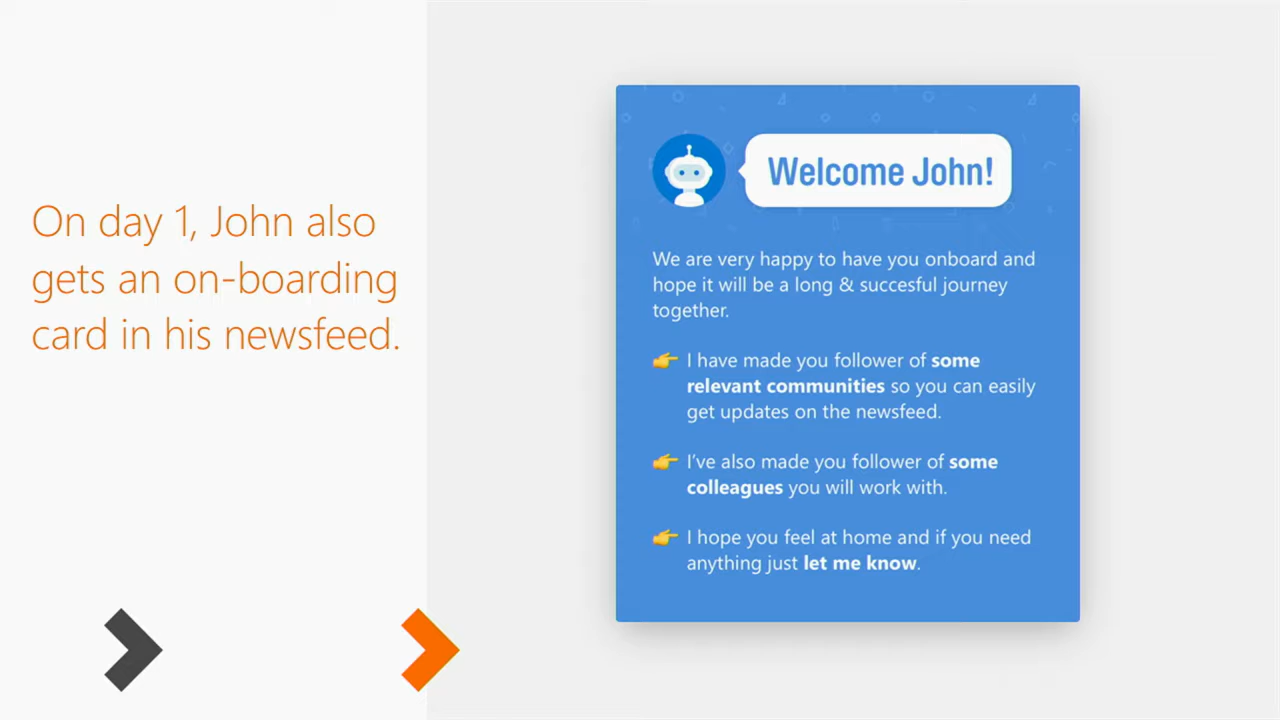 On day 1, John also
gets an on-boarding
card in his newsfeed.
Welcome John!
We are very happy to have you onboard and
hope it will be a long & succesful journey
together.
I have made you follower of some
relevant communities so you can easily
get updates on the newsfeed.
I've also made you follower of some
colleagues you will work with.
I hope you feel at home and if you need
anything just let me know.